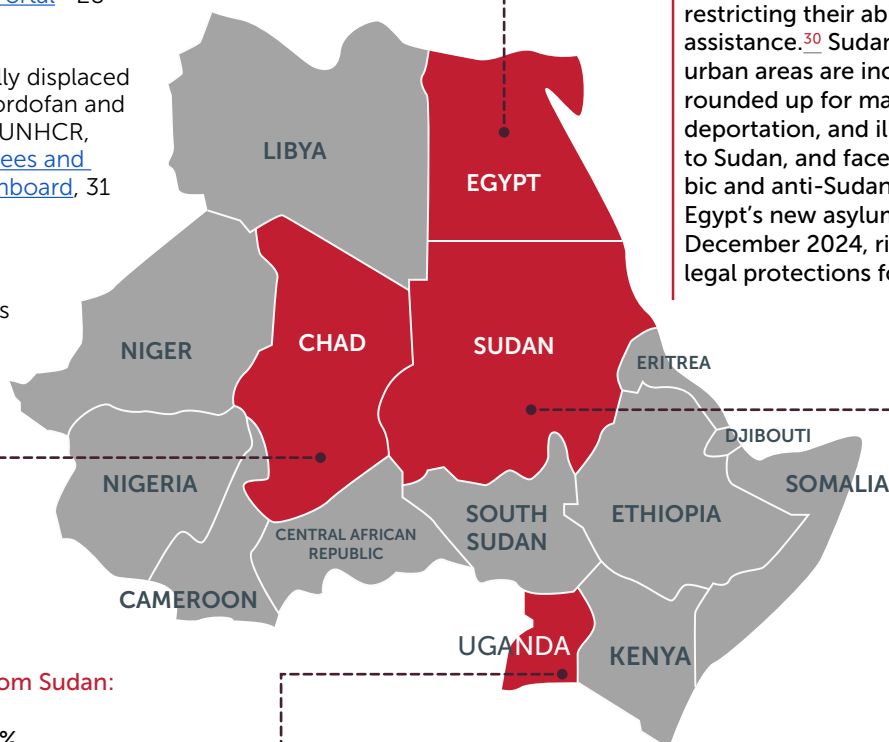 lly displaced
ordofan and
UNHCR,
ees and
nboard, 31
s
restricting their ab
assistance.30 Sudan
urban areas are inc
rounded up for ma
deportation, and il
to Sudan, and face
bic and anti-Sudan
Egypt's new asylun
December 2024, ri
legal protections fe
LIBYA
EGYPT
NIGER
CHAD
SUDAN
ERITREA
DJIBOUTI
NIGERIA
SOMALIA
SOUTH
SUDAN
ETHIOPIA
CENTRAL AFRICAN
REPUBLIC
CAMEROON
UGANDA
KENYA
om Sudan:
%